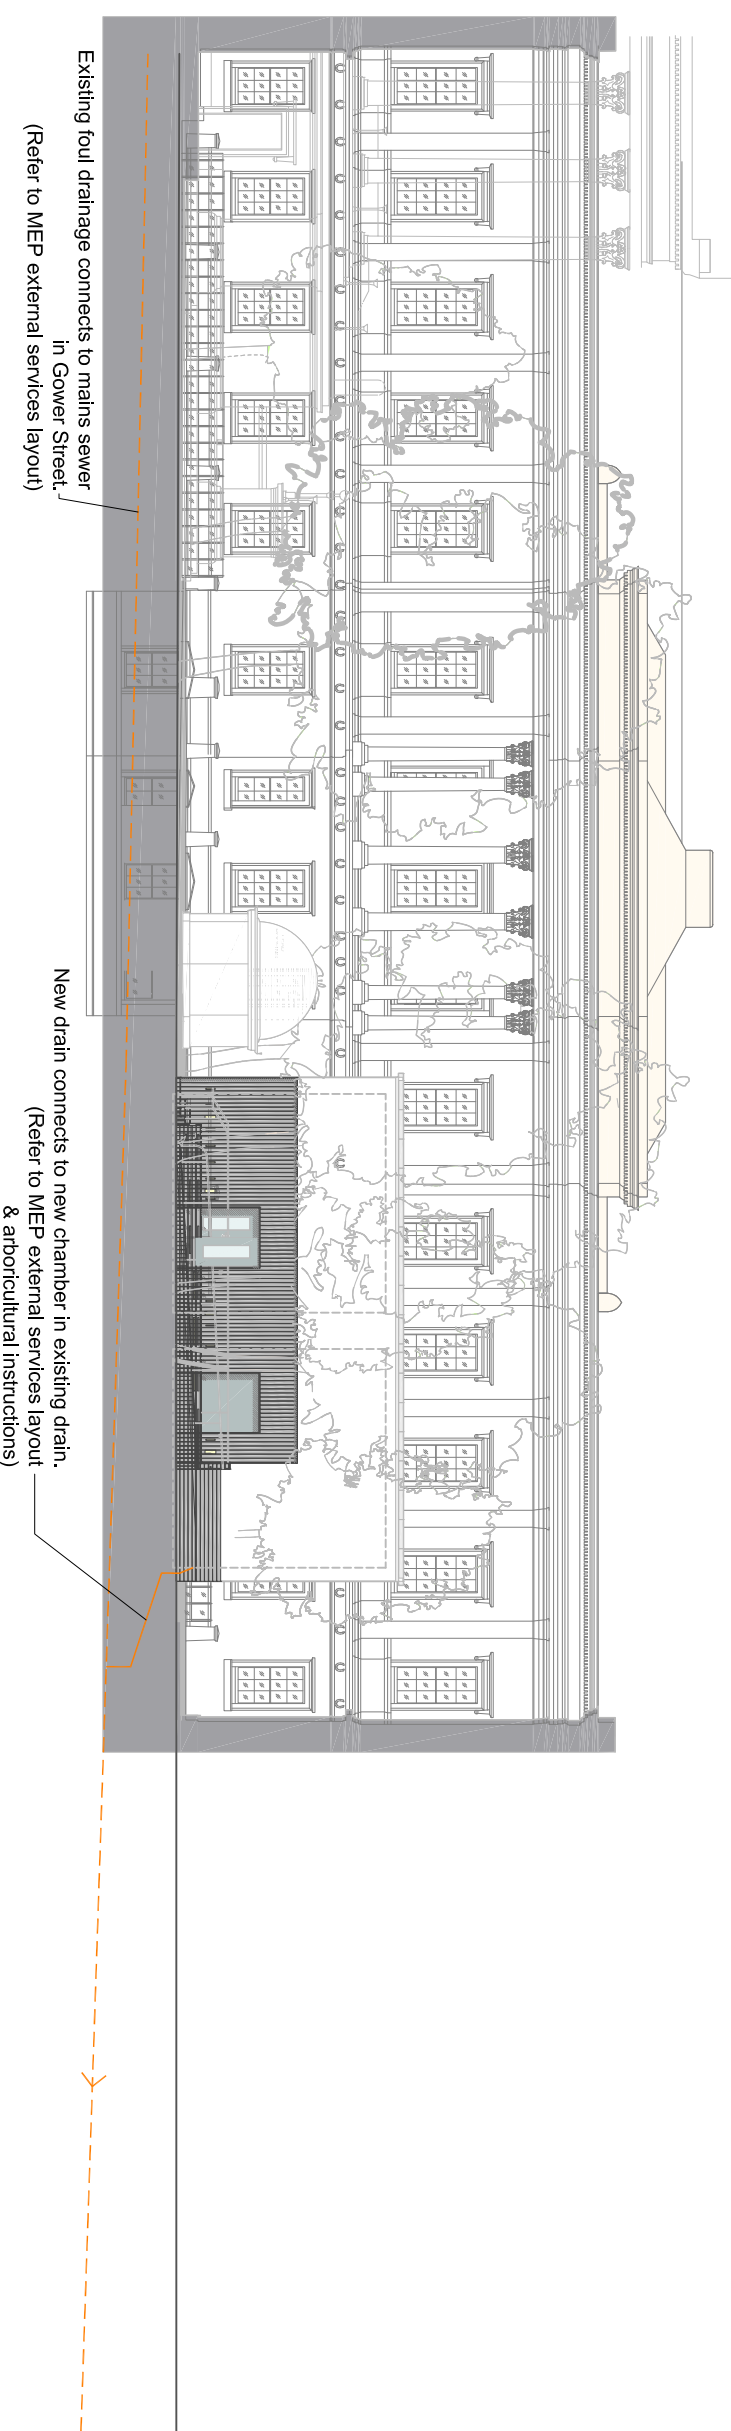 Existing foul drainage connects to mains sewer
in Gower Street.
(Refer to MEP external services layout)
New drain connects to new chamber in existing drain.
(Refer to MEP external services layout
& arboricultural instructions)